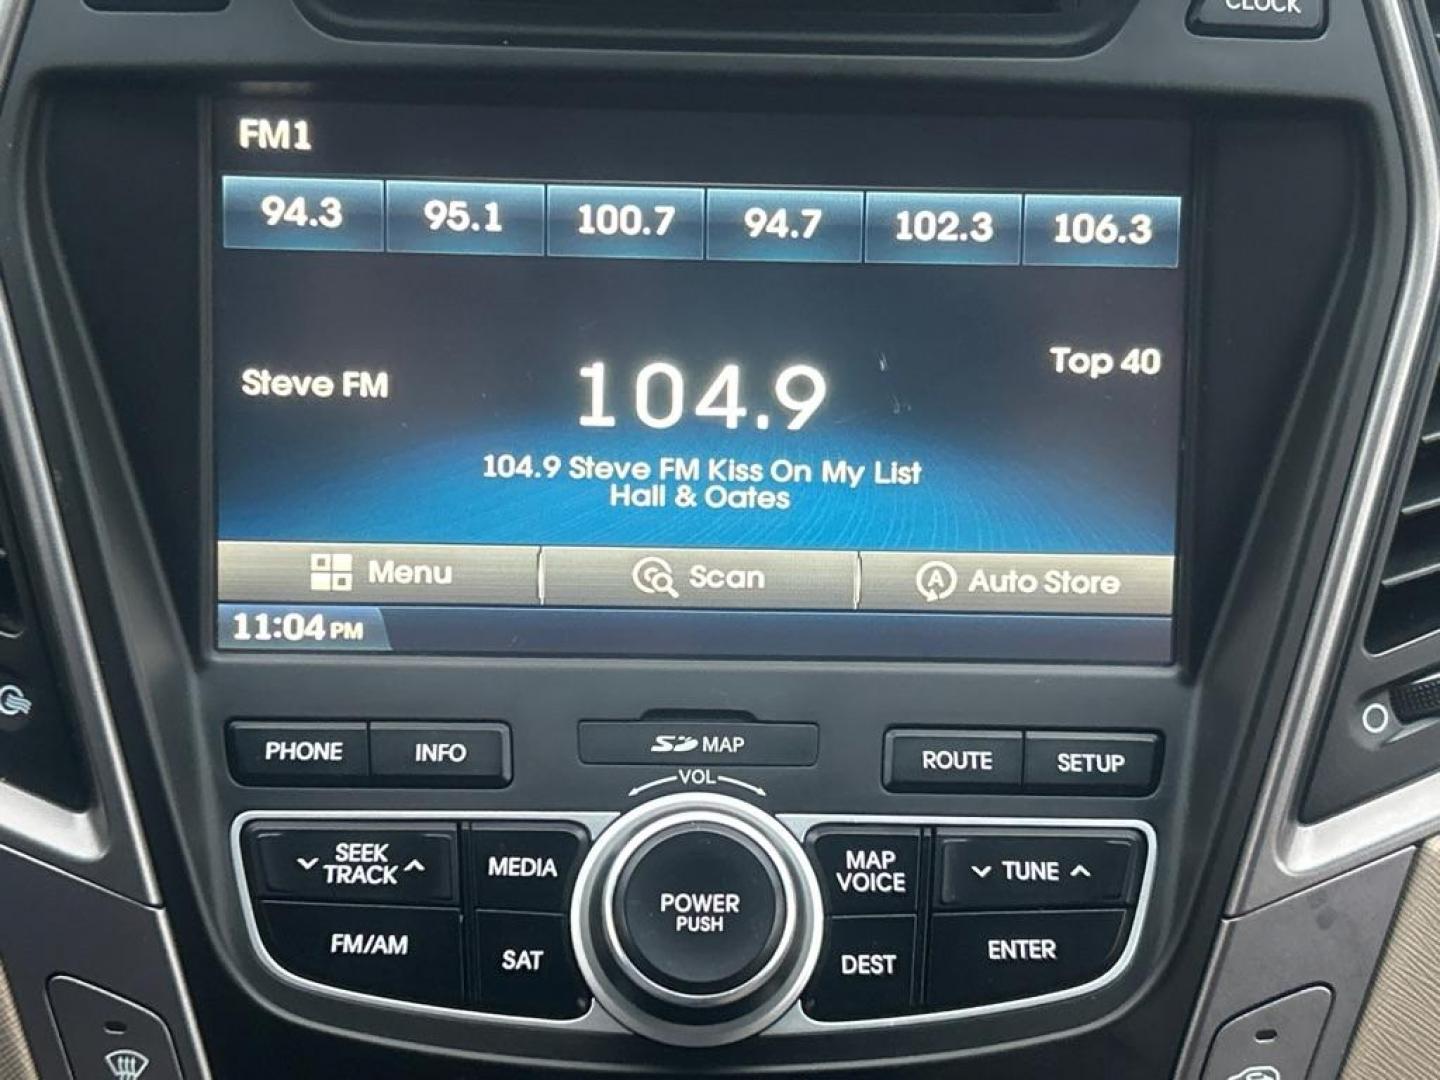 CLOCK
FM1
94.3 95.1 100.7 94.7 102.3 106.3
Top 40
Steve FM 104.9
104.9 Steve FM Kiss On My List
Hall & Oates
Menu Scan Auto Store
11:04 PM
PHONE INFO SD MAP ROUTE SETUP
VOL
SEEK
TRACK MEDIA POWER
PUSH MAP
VOICE TUNE
FM/AM SAT DEST ENTER